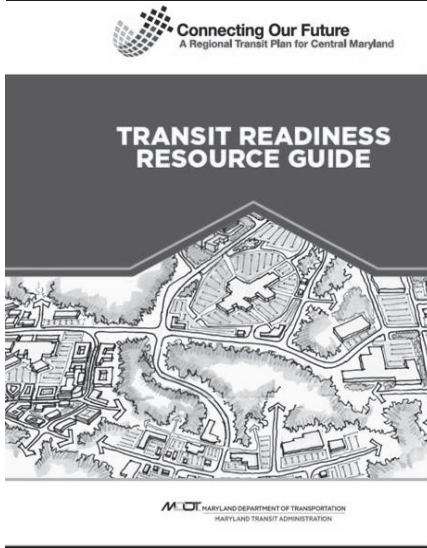 Connecting Our Future
A Regional Transit Plan for Central Maryland
TRANSIT READINESS
RESOURCE GUIDE
MDOT MARYLAND DEPARTMENT OF TRANSPORTATION
MARYLAND TRANSIT ADMINISTRATION